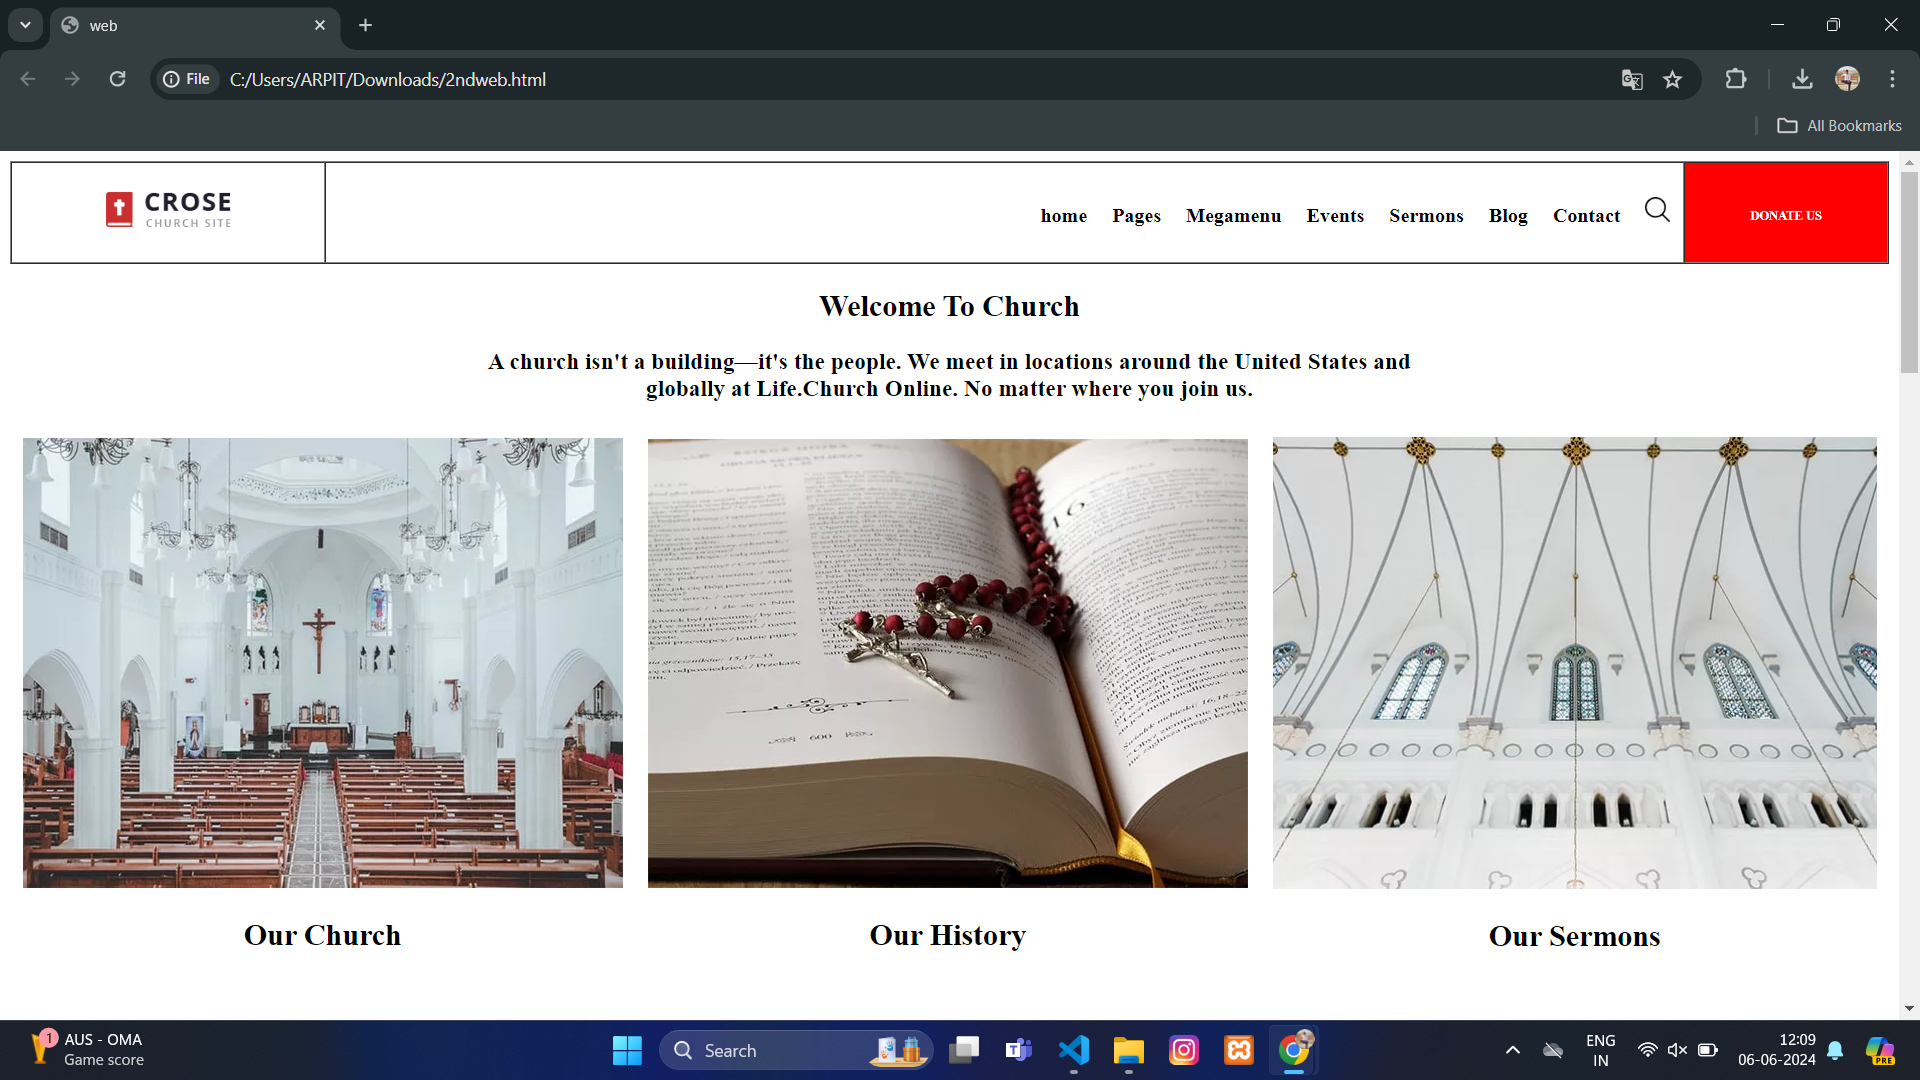 web
File
C:/Users/ARPIT/Downloads/2ndweb.html
All Bookmarks
CROSE
CHURCH SITE
home Pages Megamenu Events Sermons Blog Contact
DONATE US
Welcome To Church
A church isn't a building—it's the people. We meet in locations around the United States and
globally at Life.Church Online. No matter where you join us.
16
600
Our Church
Our History
Our Sermons
1
AUS - OMA
Game score
Search
ENG
IN
12:09
06-06-2024
PRE